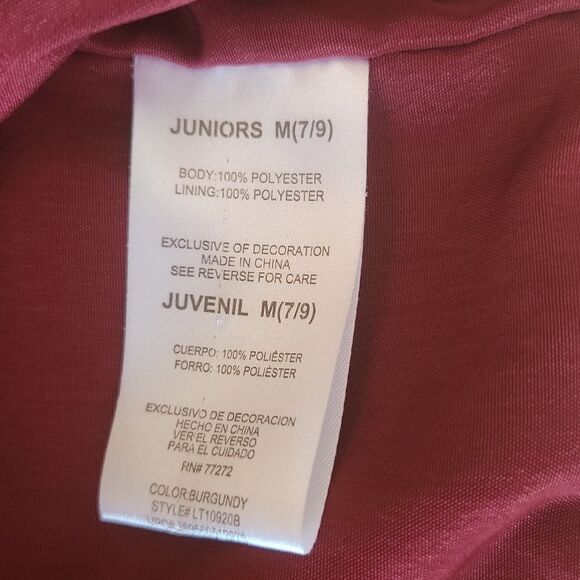 JUNIORS M(7/9)
BODY:100% POLYESTER
LINING:100% POLYESTER
EXCLUSIVE OF DECORATION
MADE IN CHINA
SEE REVERSE FOR CARE
JUVENIL M(7/9)
CUERPO: 100% POLIÉSTER
FORRO: 100% POLIÉSTER
EXCLUSIVO DE DECORACION
HECHO EN CHINA
VER EL REVERSO
PARA EL CUIDADO
RN# 77272
COLOR:BURGUNDY
STYLE# LT10920B